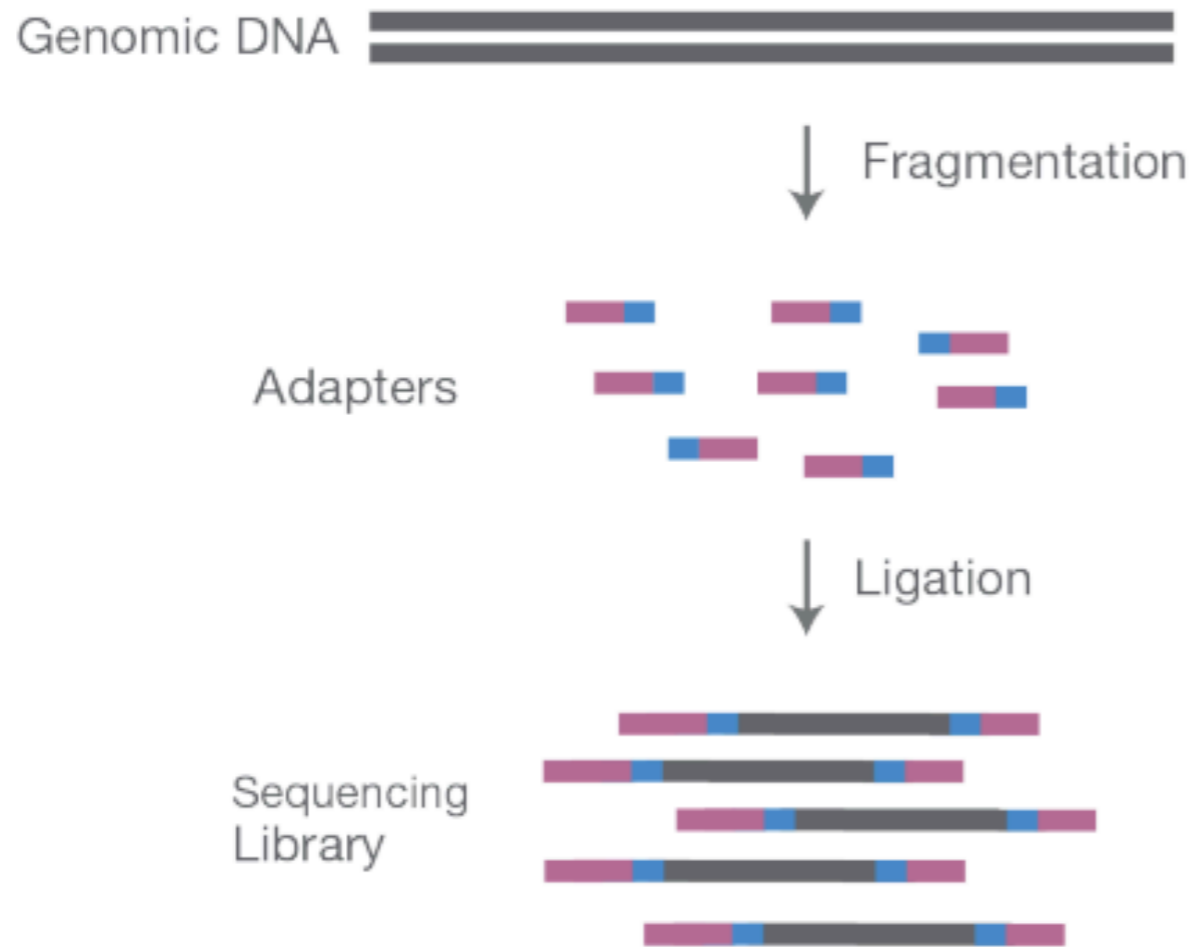 Genomic DNA
Fragmentation
Adapters
Ligation
Sequencing
Library